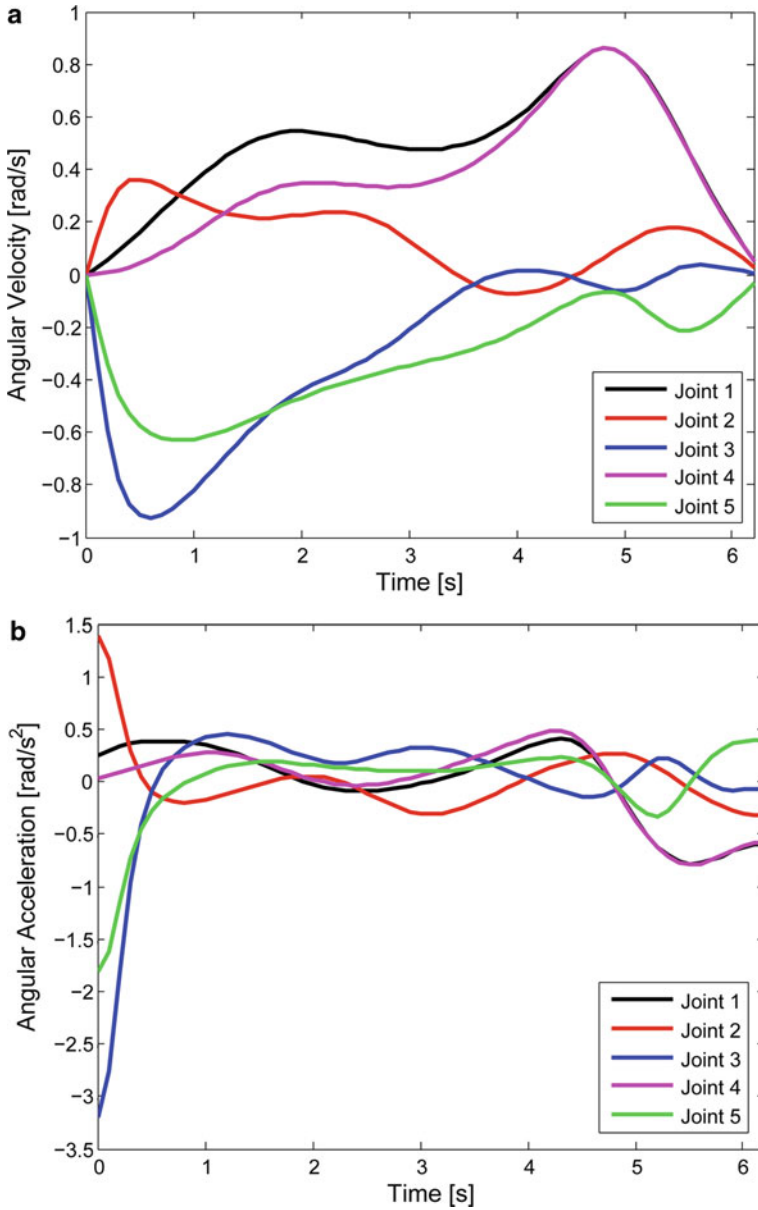 a
1
0.8
0.6
0.4
0.2
0
−0.2
−0.4
−0.6
−0.8
−1
Angular Velocity [rad/s]
Joint 1
Joint 2
Joint 3
Joint 4
Joint 5
0 1 2 3 4 5 6
Time [s]
b
1.5
1
0.5
0
−0.5
−1
−1.5
−2
−2.5
−3
−3.5
Angular Acceleration [rad/s²]
Joint 1
Joint 2
Joint 3
Joint 4
Joint 5
0 1 2 3 4 5 6
Time [s]